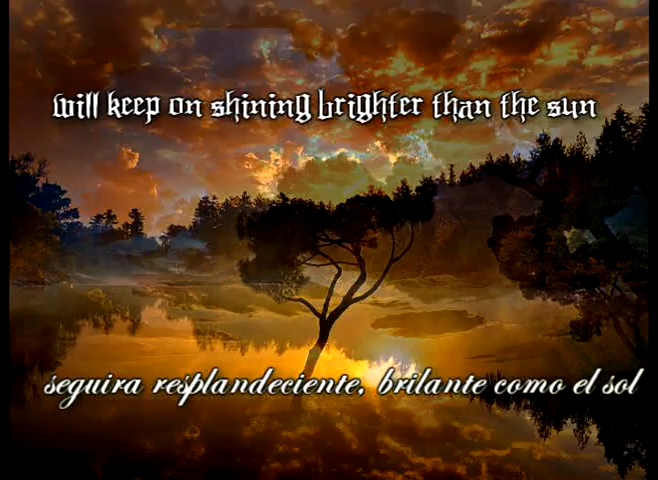 will keep on shining brighter than the sun
seguira resplandeciente, brilante como el sol